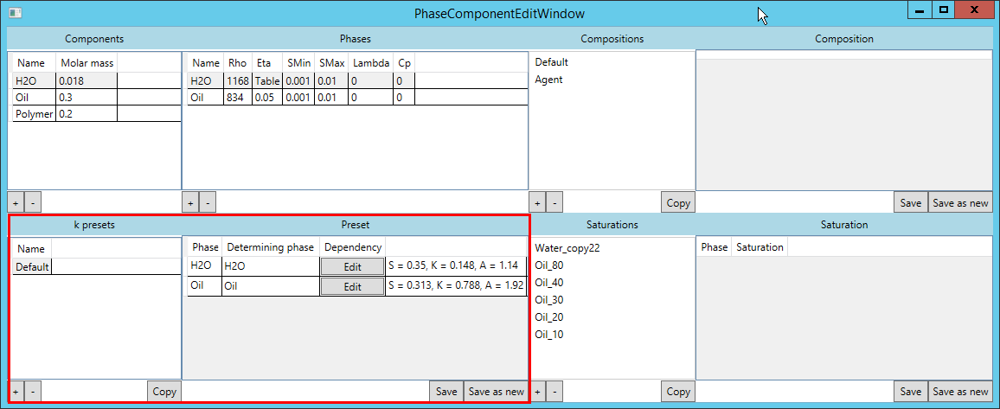 PhaseComponentEditWindow
Components Phases Compositions Composition
Name Molar mass Name Rho Eta SMin SMax Lambda Cp Default
H2O 0.018 H2O 1168 Table 0.001 0.01 0 0 Agent
Oil 0.3 Oil 834 0.05 0.001 0.01 0 0
Polymer 0.2
+ - + - + - Copy Save Save as new
k presets Preset Saturations Saturation
Name Phase Determining phase Dependency Water_copy22 Phase Saturation
Default H2O H2O Edit S = 0.35, K = 0.148, A = 1.14 Oil_80
Oil Oil Edit S = 0.313, K = 0.788, A = 1.92 Oil_40
Oil_30
Oil_20
Oil_10
+ - Copy Save Save as new + - Copy Save Save as new